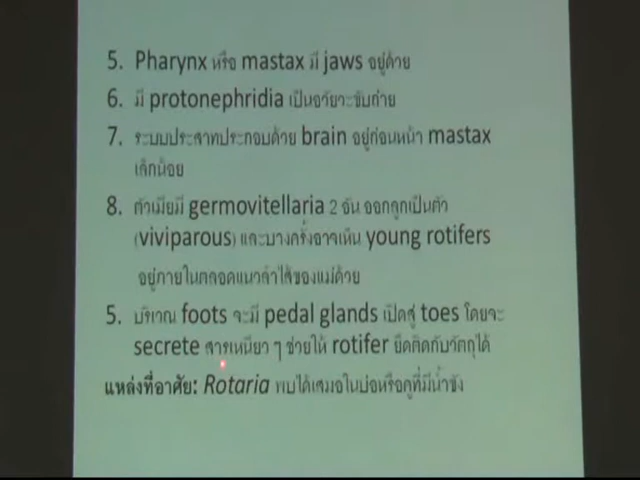 5. Pharynx หรือ mastax มี jaws อยู่ด้วย
6. มี protonephridia เป็นอวัยวะขับถ่าย
7. ระบบประสาทประกอบด้วย brain อยู่ก่อนหน้า mastax
เล็กน้อย
8. ตัวเมียมี germovitellaria 2 อัน ออกลูกเป็นตัว
(viviparous) และบางครั้งอาจเห็น young rotifers
อยู่ภายในตลอดแนวลำไส้ของแม่ด้วย
5. บริเวณ foots จะมี pedal glands เปิดสู่ toes โดยจะ
secrete สารเหนียว ๆ ช่วยให้ rotifer ยึดติดกับวัตถุได้
แหล่งที่อาศัย: Rotaria พบได้เสมอในบ่อหรือคูที่มีน้ำขัง